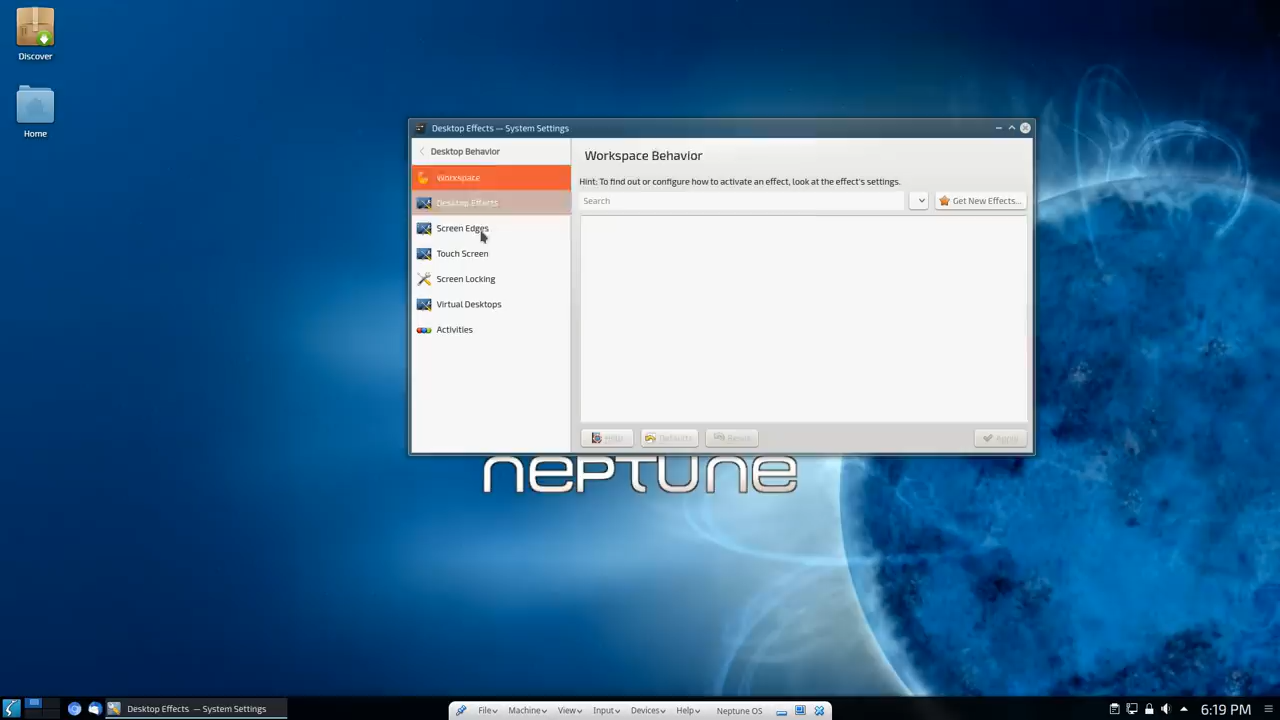 Discover
Home
Desktop Effects — System Settings
Desktop Behavior
Workspace
Desktop Effects
Screen Edges
Touch Screen
Screen Locking
Virtual Desktops
Activities
Workspace Behavior
Hint: To find out or configure how to activate an effect, look at the effect's settings.
Search
Get New Effects...
Help
Defaults
Reset
Apply
neptune
Desktop Effects — System Settings
File Machine View Input Devices Help Neptune OS
6:19 PM